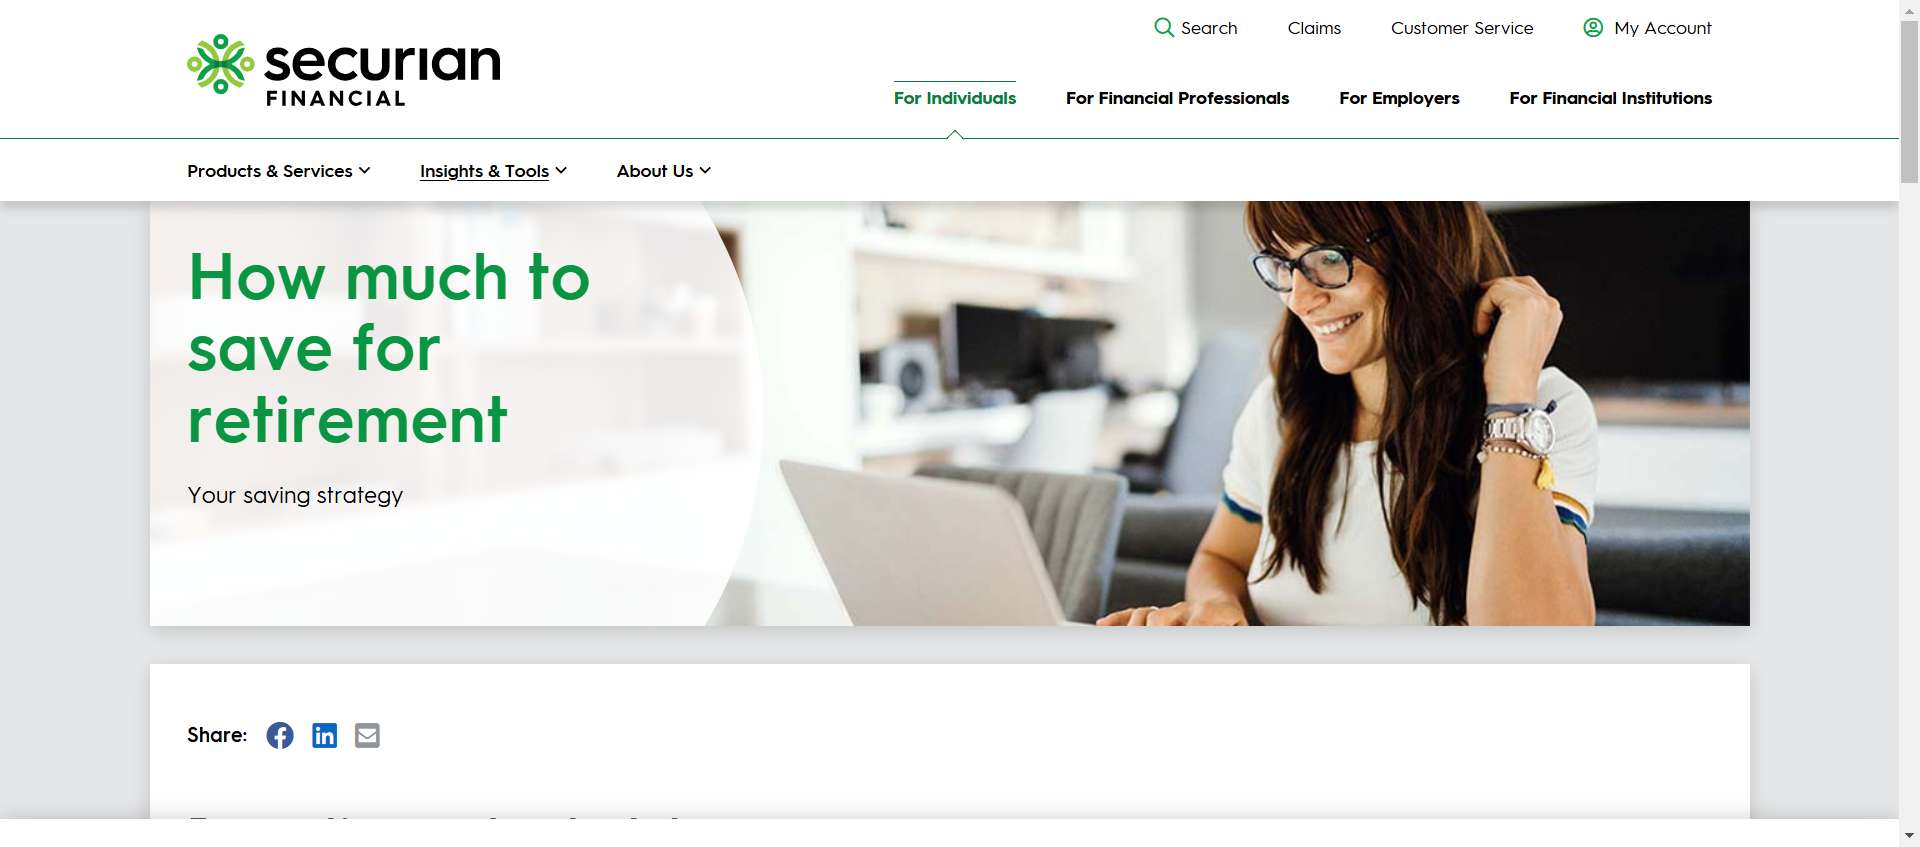 Search
Claims
Customer Service
My Account
securian
FINANCIAL
For Individuals
For Financial Professionals
For Employers
For Financial Institutions
Products & Services
Insights & Tools
About Us
How much to
save for
retirement
Your saving strategy
Share: